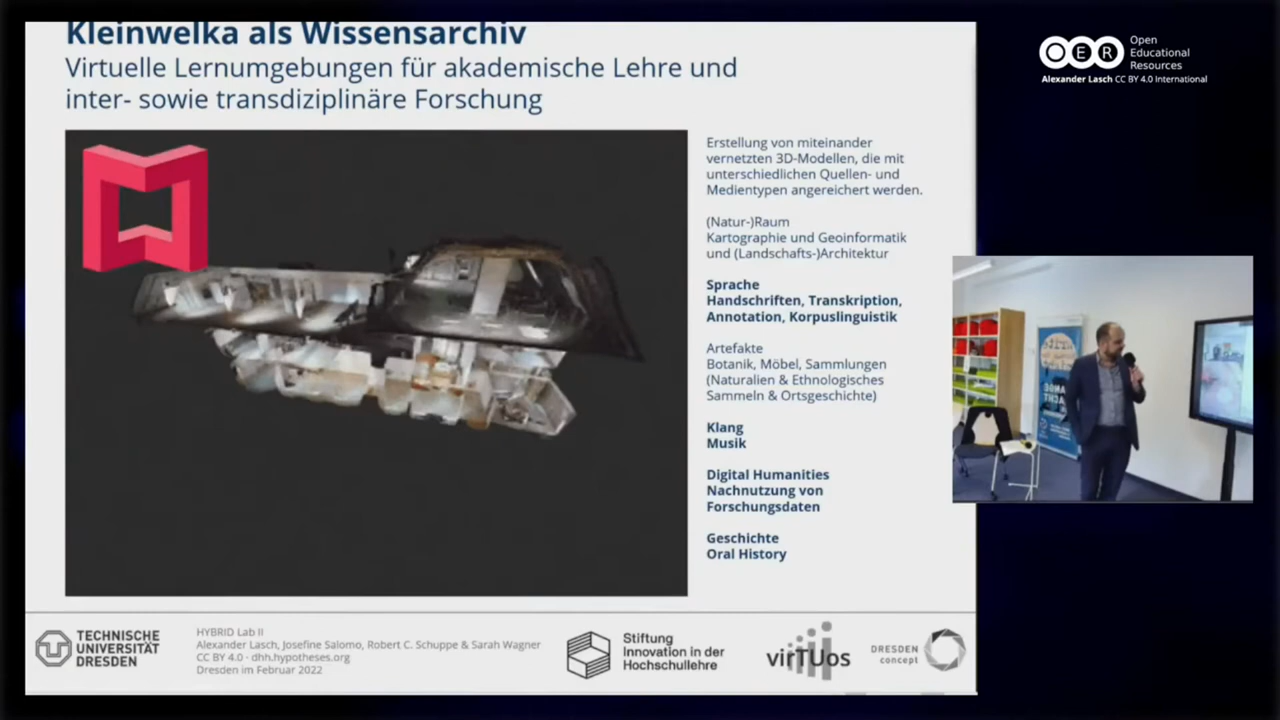 Kleinwelka als Wissensarchiv
Virtuelle Lernumgebungen für akademische Lehre und
inter- sowie transdiziplinäre Forschung
Erstellung von miteinander
vernetzten 3D-Modellen, die mit
unterschiedlichen Quellen- und
Medientypen angereichert werden.
(Natur-)Raum
Kartographie und Geoinformatik
und (Landschafts-)Architektur
Sprache
Handschriften, Transkription,
Annotation, Korpuslinguistik
Artefakte
Botanik, Möbel, Sammlungen
(Naturalien & Ethnologisches
Sammeln & Ortsgeschichte)
Klang
Musik
Digital Humanities
Nachnutzung von
Forschungsdaten
Geschichte
Oral History
TECHNISCHE
UNIVERSITÄT
DRESDEN
HYBRID Lab II
Alexander Lasch, Josefine Salomo, Robert C. Schuppe & Sarah Wagner
CC BY 4.0 - dhh.hypotheses.org
Dresden im Februar 2022
Stiftung
Innovation in der
Hochschullehre
virTUos
DRESDEN
concept
OER
Open
Educational
Resources
Alexander Lasch CC BY 4.0 International